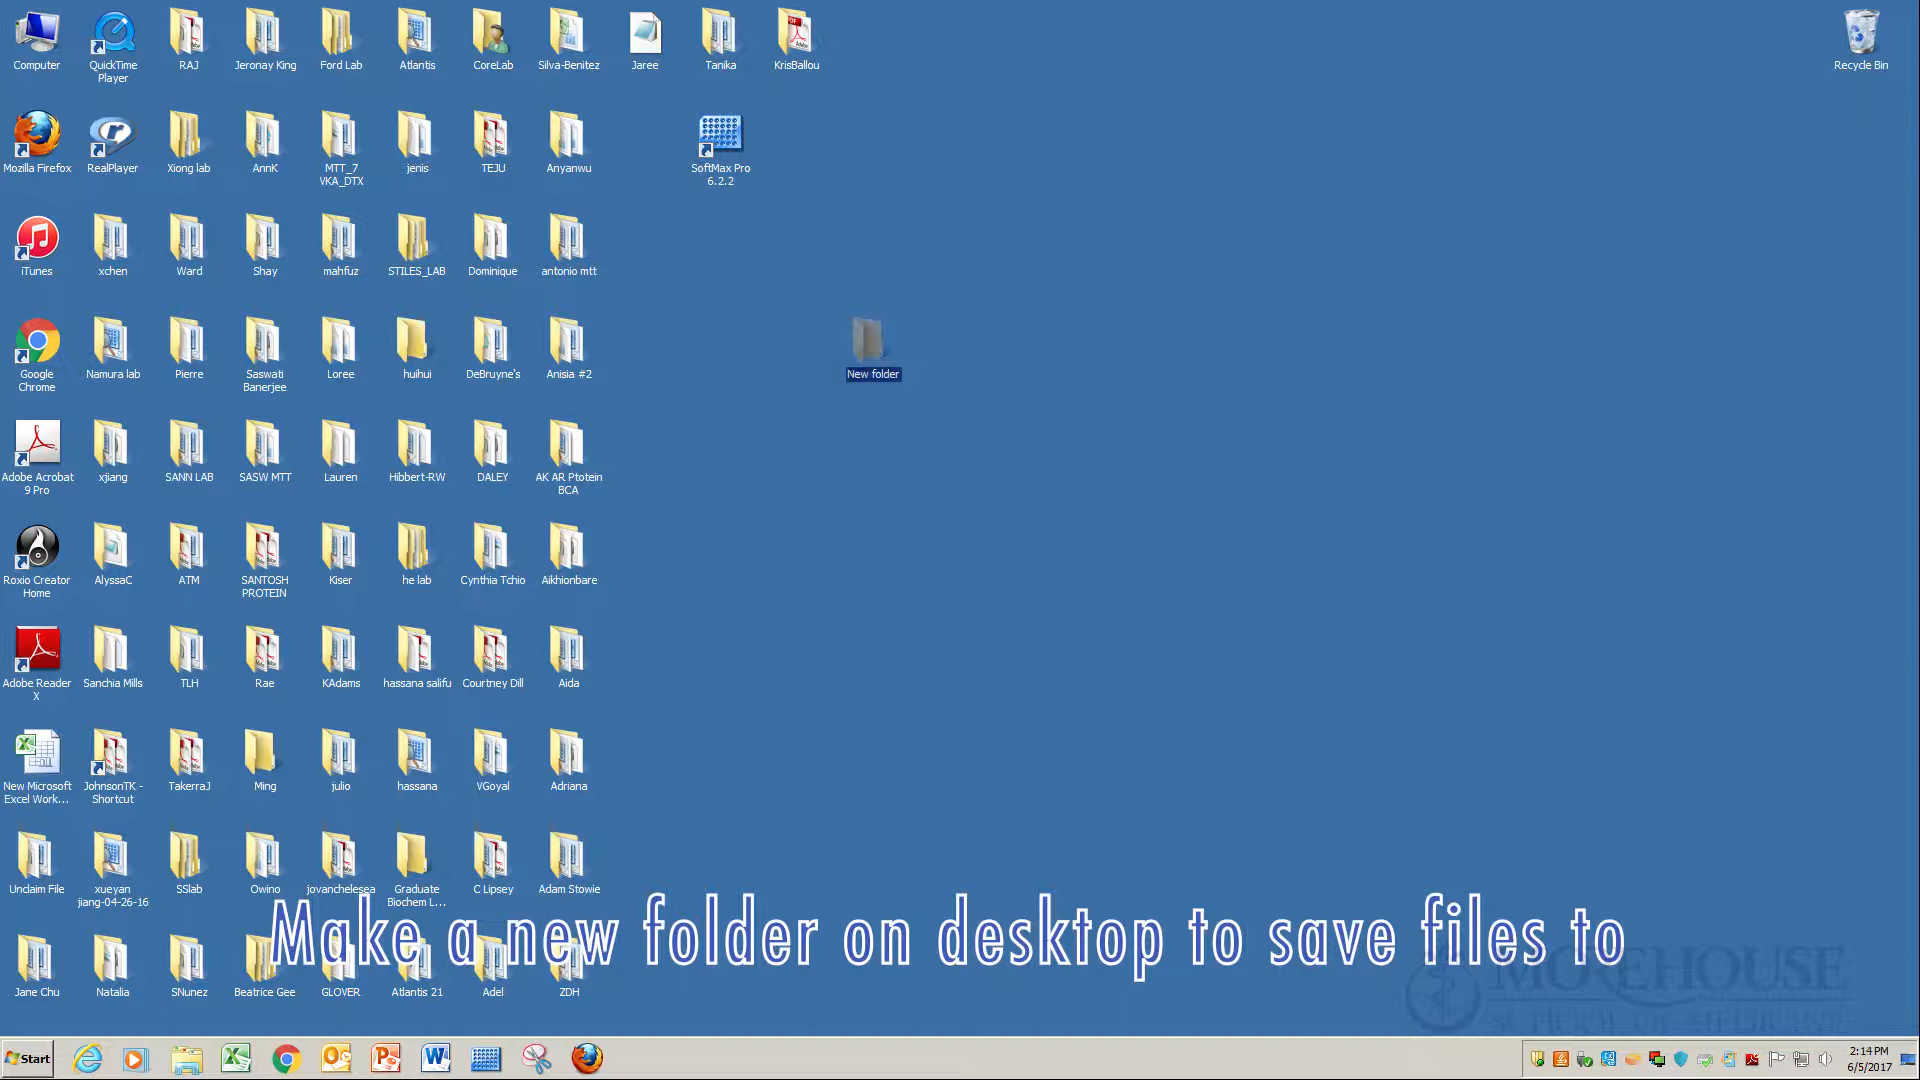 Computer
QuickTime
Player
RAJ
Jeronay King
Ford Lab
Atlantis
CoreLab
Silva-Benitez
Jaree
Tanika
KrisBallou
Recycle Bin
Mozilla Firefox
RealPlayer
Xiong lab
AnnK
MTT_7
VKA_DTX
jenis
TEJU
Anyanwu
SoftMax Pro
6.2.2
iTunes
xchen
Ward
Shay
mahfuz
STILES_LAB
Dominique
antonio mtt
Google
Chrome
Namura lab
Pierre
Saswati
Banerjee
Loree
huihui
DeBruyne's
Anisia #2
New folder
Adobe Acrobat
9 Pro
xjiang
SANN LAB
SASW MTT
Lauren
Hibbert-RW
DALEY
AK AR Ptotein
BCA
Roxio Creator
Home
AlyssaC
ATM
SANTOSH
PROTEIN
Kiser
he lab
Cynthia Tchio
Aikhionbare
Adobe Reader
X
Sanchia Mills
TLH
Rae
KAdams
hassana salifu
Courtney Dill
Aida
New Microsoft
Excel Work...
JohnsonTK -
Shortcut
TakerraJ
Ming
julio
hassana
VGoyal
Adriana
Unclaim File
xueyan
jiang-04-26-16
SSlab
Owino
jovanchelesea
Graduate
Biochem L...
C Lipsey
Adam Stowie
Make a new folder on desktop to save files to
Jane Chu
Natalia
SNunez
Beatrice Gee
GLOVER
Atlantis 21
Adel
ZDH
MOREHOUSE
SCHOOL OF MEDICINE
Start
2:14 PM
6/5/2017